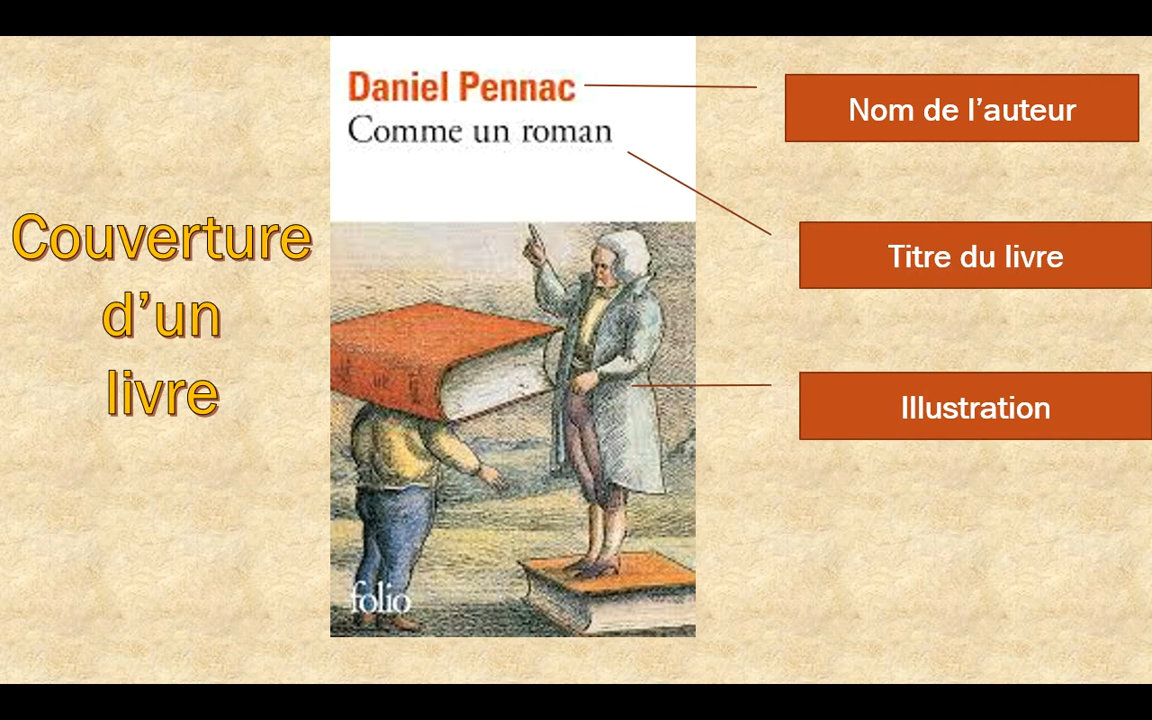 Couverture
d’un
livre
Daniel Pennac
Comme un roman
folio
Nom de l’auteur
Titre du livre
Illustration